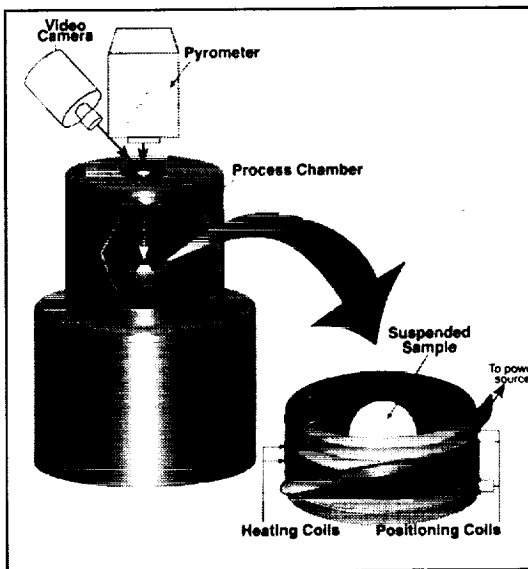 Video
Camera
Pyrometer
Process Chamber
Suspended
Sample
To power
source
Heating Coils
Positioning Coils